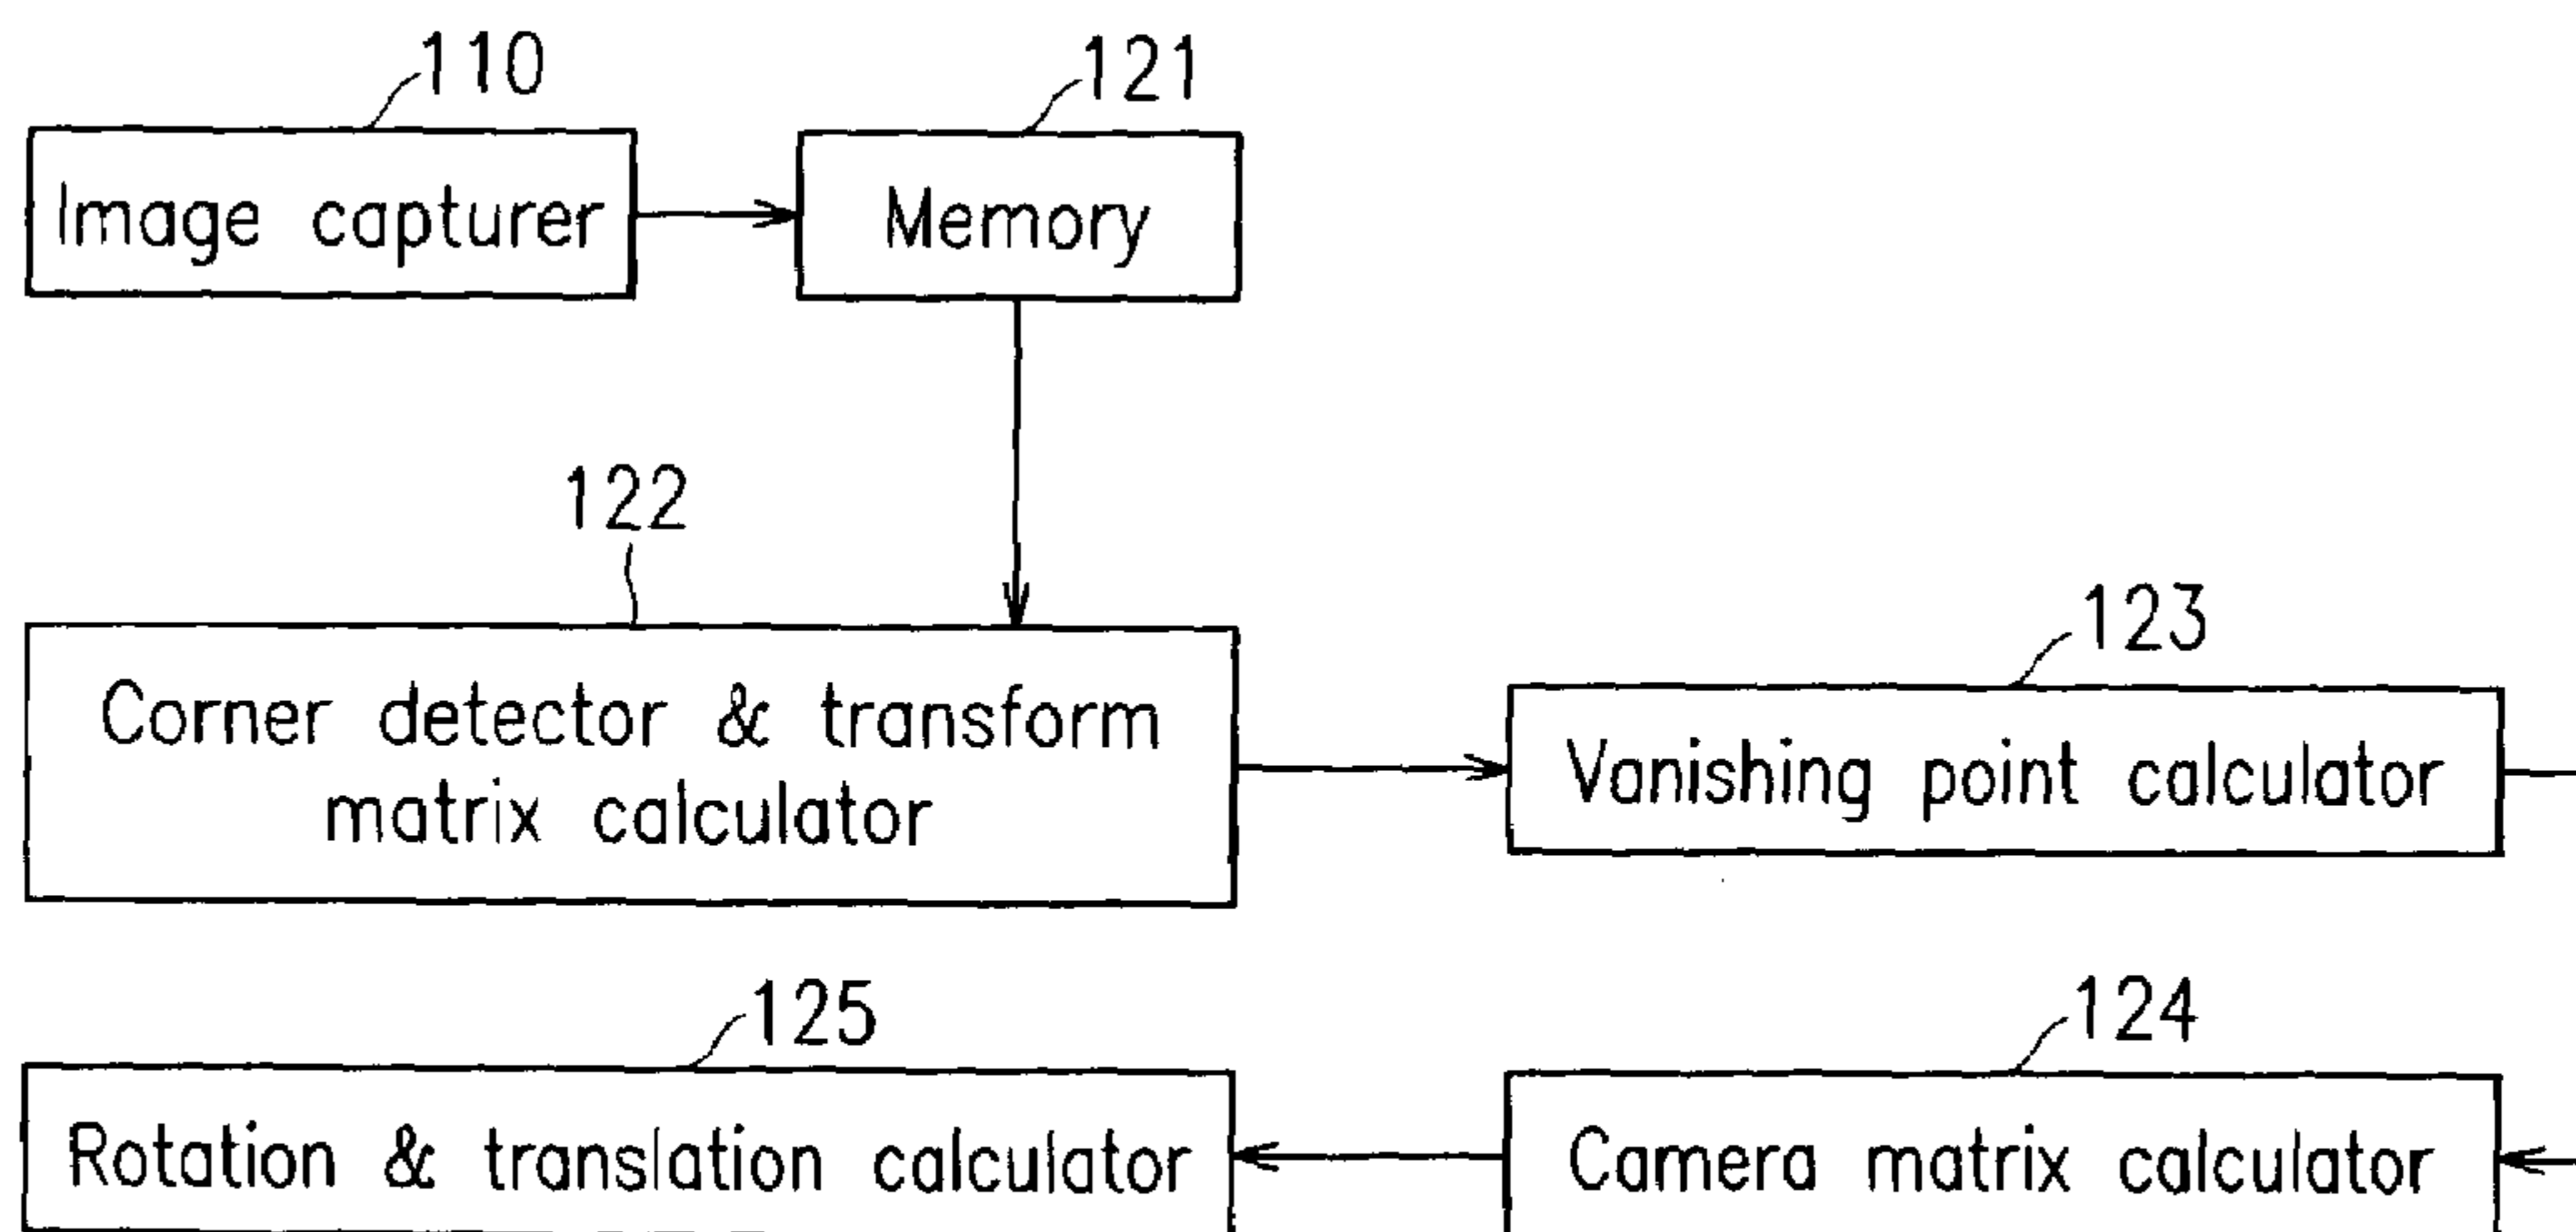 110
121
Image capturer
Memory
122
123
Corner detector & transform
matrix calculator
Vanishing point calculator
125
124
Rotation & translation calculator
Camera matrix calculator